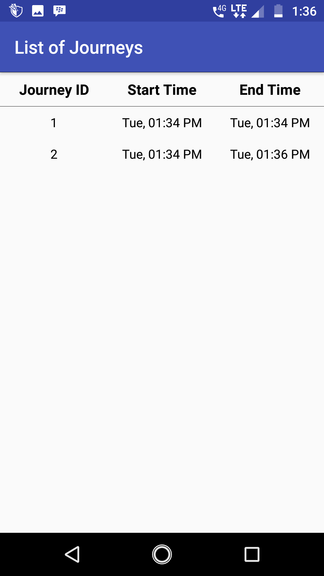 4G LTE 1:36
List of Journeys
Journey ID Start Time End Time
1 Tue, 01:34 PM Tue, 01:34 PM
2 Tue, 01:34 PM Tue, 01:36 PM